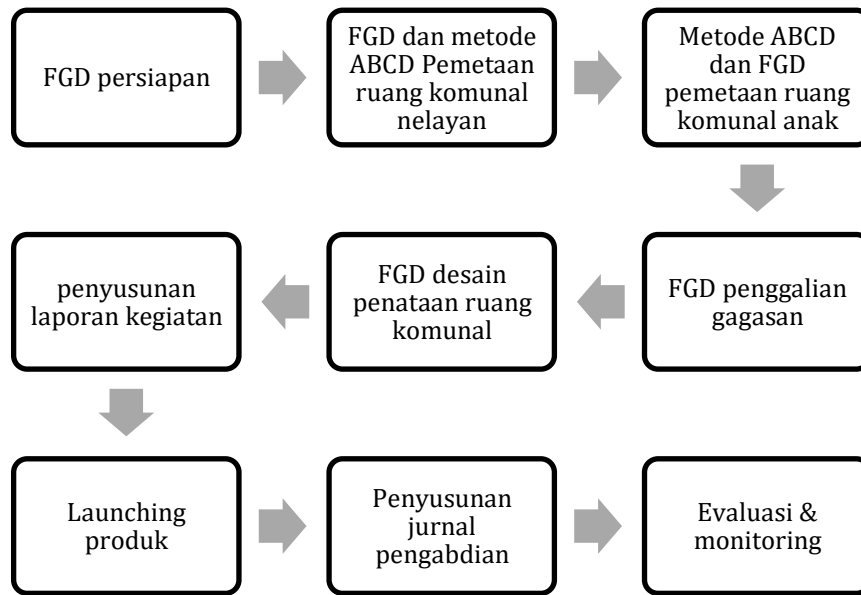 FGD persiapan
FGD dan metode
ABCD Pemetaan
ruang komunal
nelayan
Metode ABCD
dan FGD
pemetaan ruang
komunal anak
FGD penggalian
gagasan
FGD desain
penataan ruang
komunal
penyusunan
laporan kegiatan
Launching
produk
Penyusunan
jurnal
pengabdian
Evaluasi &
monitoring